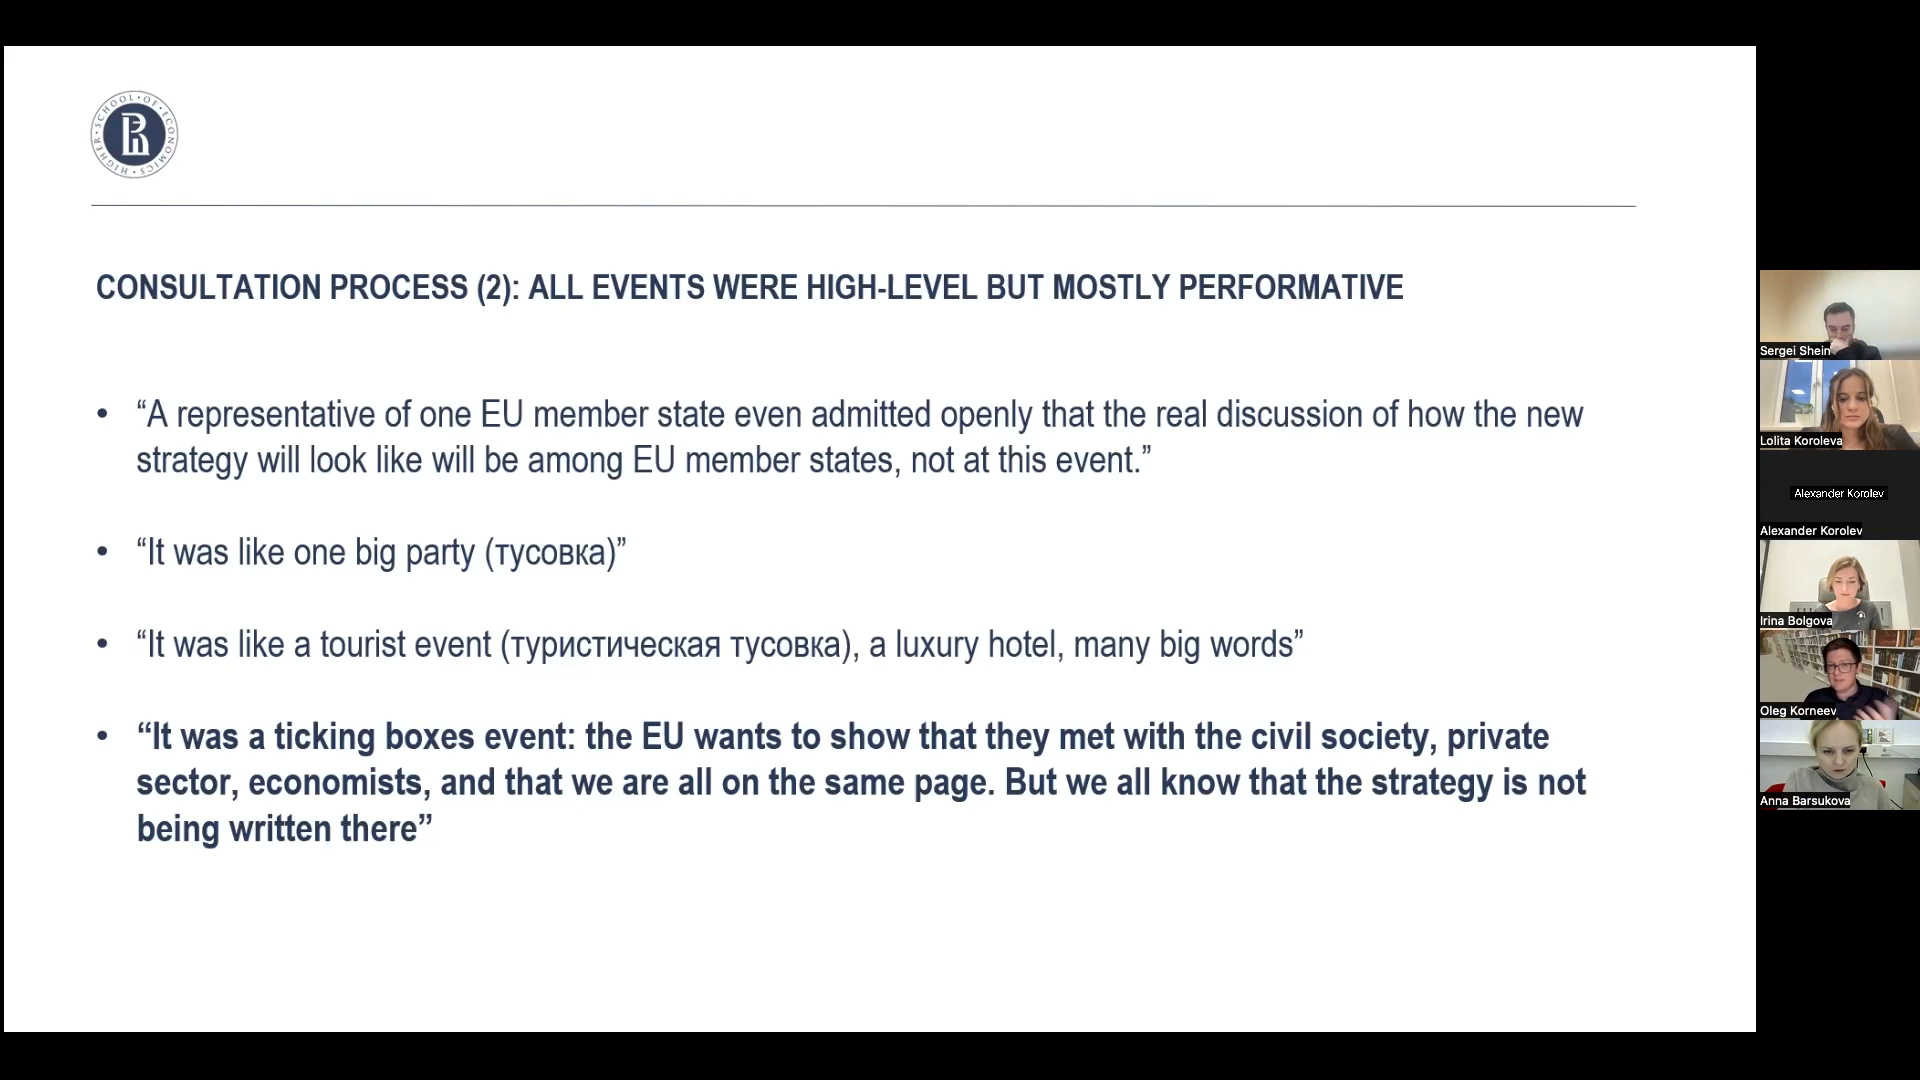 HIGHER • SCHOOL • OF • ECONOMICS •
CONSULTATION PROCESS (2): ALL EVENTS WERE HIGH-LEVEL BUT MOSTLY PERFORMATIVE
• “A representative of one EU member state even admitted openly that the real discussion of how the new
strategy will look like will be among EU member states, not at this event.”
• “It was like one big party (тусовка)”
• “It was like a tourist event (туристическая тусовка), a luxury hotel, many big words”
• “It was a ticking boxes event: the EU wants to show that they met with the civil society, private
sector, economists, and that we are all on the same page. But we all know that the strategy is not
being written there”
Sergei Shein
Lolita Koroleva
Alexander Korolev
Alexander Korolev
Irina Bolgova
Oleg Korneev
Anna Barsukova